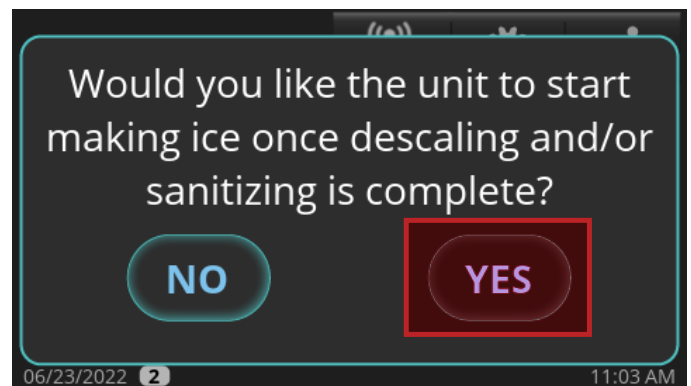 Would you like the unit to start
making ice once descaling and/or
sanitizing is complete?
NO YES
06/23/2022 2 11:03 AM